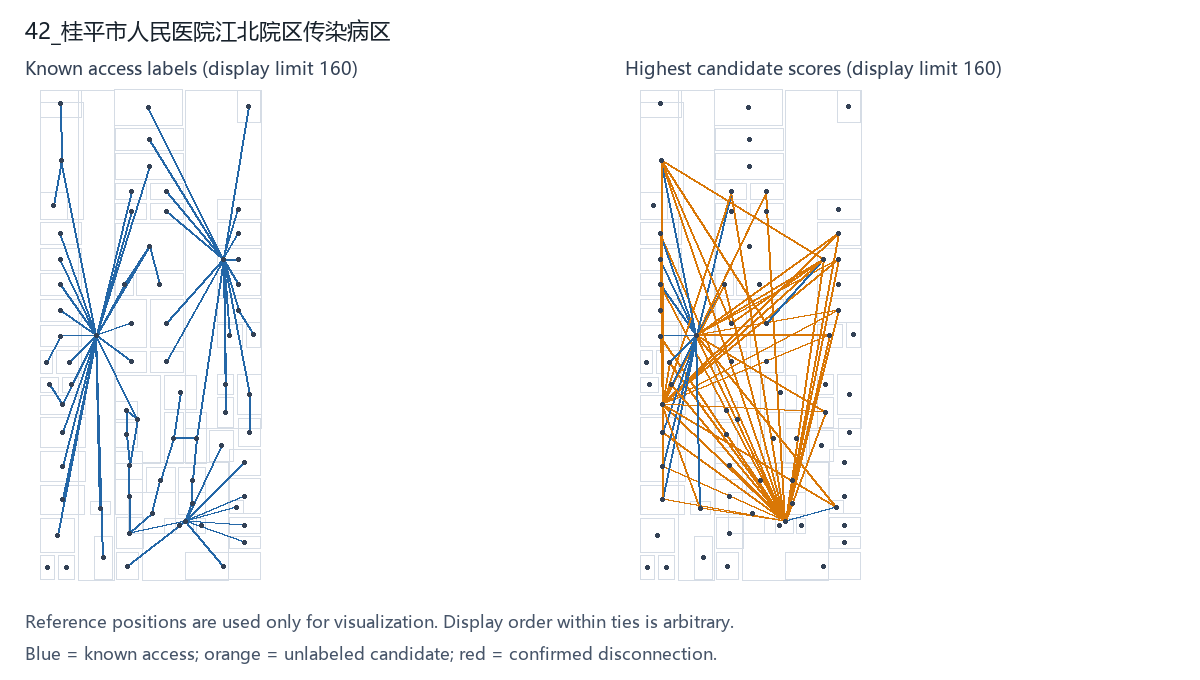 42_桂平市人民医院江北院区传染病区
Known access labels (display limit 160)
Highest candidate scores (display limit 160)
Reference positions are used only for visualization. Display order within ties is arbitrary.
Blue = known access; orange = unlabeled candidate; red = confirmed disconnection.